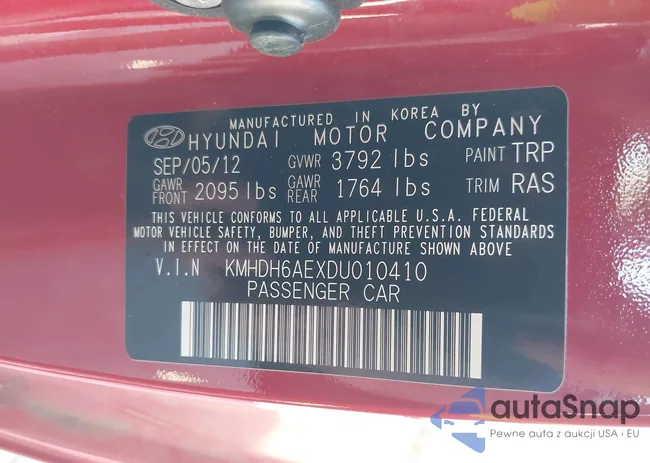 MANUFACTURED IN KOREA BY
HYUNDAI MOTOR COMPANY
SEP/05/12 GVWR 3792 lbs PAINT TRP
GAWR FRONT 2095 lbs GAWR REAR 1764 lbs TRIM RAS
THIS VEHICLE CONFORMS TO ALL APPLICABLE U.S.A. FEDERAL
MOTOR VEHICLE SAFETY, BUMPER, AND THEFT PREVENTION STANDARDS
IN EFFECT ON THE DATE OF MANUFACTURE SHOWN ABOVE
V.I.N KMHDH6AEXDU010410
PASSENGER CAR
autaSnap
Pewne auta z aukcji USA i EU